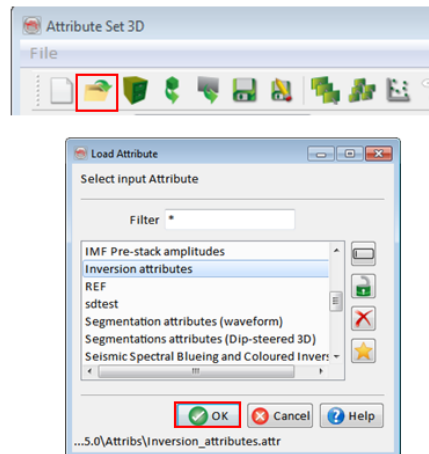 Attribute Set 3D
File
Load Attribute
Select input Attribute
Filter *
IMF Pre-stack amplitudes
Inversion attributes
REF
sdtest
Segmentation attributes (waveform)
Segmentations attributes (Dip-steered 3D)
Seismic Spectral Blueing and Coloured Invers
OK Cancel Help
...5.0\Attribs\Inversion_attributes.attr